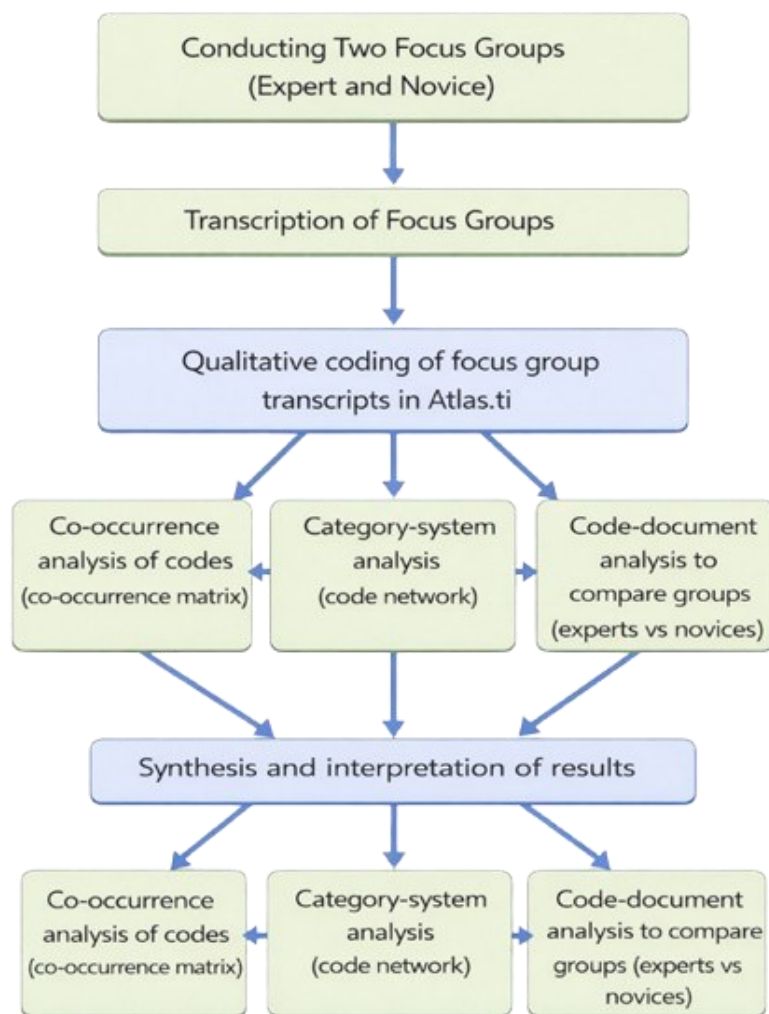 Conducting Two Focus Groups
(Expert and Novice)
Transcription of Focus Groups
Qualitative coding of focus group
transcripts in Atlas.ti
Co-occurrence
analysis of codes
(co-occurrence matrix)
Category-system
analysis
(code network)
Code-document
analysis to
compare groups
(experts vs novices)
Synthesis and interpretation of results
Co-occurrence
analysis of codes
(co-occurrence matrix)
Category-system
analysis
(code network)
Code-document
analysis to compare
groups (experts vs
novices)